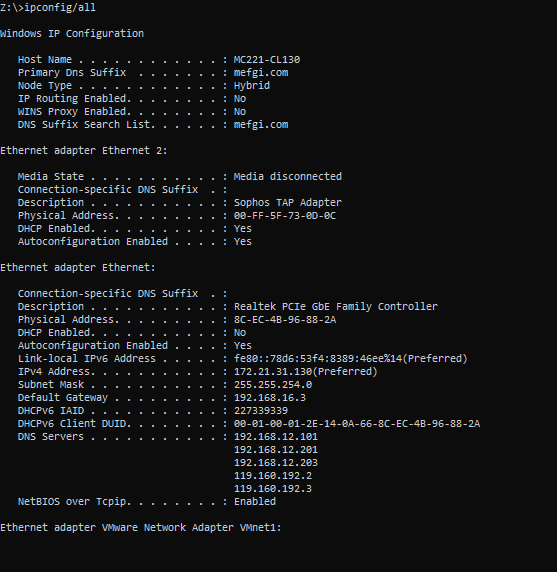 Z:\>ipconfig/all
Windows IP Configuration
Host Name . . . . . . . . . . . . : MC221-CL130
Primary Dns Suffix  . . . . . . . : mefgi.com
Node Type . . . . . . . . . . . . : Hybrid
IP Routing Enabled. . . . . . . . : No
WINS Proxy Enabled. . . . . . . . : No
DNS Suffix Search List. . . . . . : mefgi.com
Ethernet adapter Ethernet 2:
Media State . . . . . . . . . . . : Media disconnected
Connection-specific DNS Suffix  . :
Description . . . . . . . . . . . : Sophos TAP Adapter
Physical Address. . . . . . . . . : 00-FF-5F-73-0D-0C
DHCP Enabled. . . . . . . . . . . : Yes
Autoconfiguration Enabled . . . . : Yes
Ethernet adapter Ethernet:
Connection-specific DNS Suffix  . :
Description . . . . . . . . . . . : Realtek PCIe GbE Family Controller
Physical Address. . . . . . . . . : 8C-EC-4B-96-88-2A
DHCP Enabled. . . . . . . . . . . : No
Autoconfiguration Enabled . . . . : Yes
Link-local IPv6 Address . . . . . : fe80::78d6:53f4:8389:46ee%14(Preferred)
IPv4 Address. . . . . . . . . . . : 172.21.31.130(Preferred)
Subnet Mask . . . . . . . . . . . : 255.255.254.0
Default Gateway . . . . . . . . . : 192.168.16.3
DHCPv6 IAID . . . . . . . . . . . : 227339339
DHCPv6 Client DUID. . . . . . . . : 00-01-00-01-2E-14-0A-66-8C-EC-4B-96-88-2A
DNS Servers . . . . . . . . . . . : 192.168.12.101
192.168.12.201
192.168.12.203
119.160.192.2
119.160.192.3
NetBIOS over Tcpip. . . . . . . . : Enabled
Ethernet adapter VMware Network Adapter VMnet1: